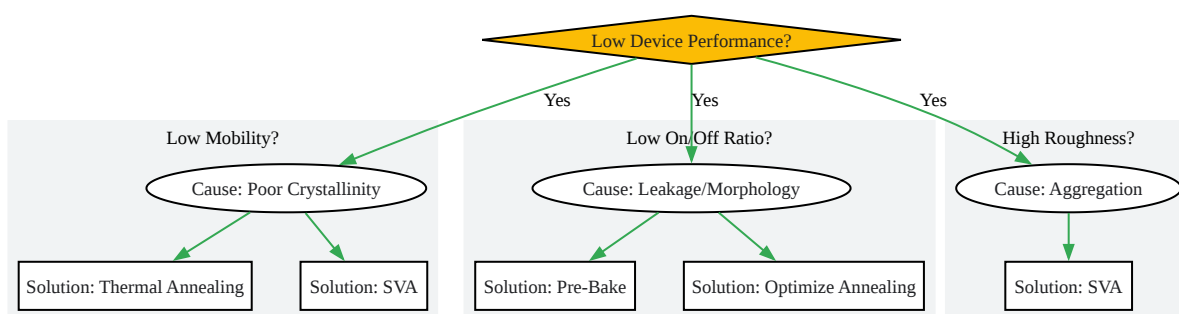 Low Device Performance?
Yes
Yes
Yes
Low Mobility?
Low On/Off Ratio?
High Roughness?
Cause: Poor Crystallinity
Cause: Leakage/Morphology
Cause: Aggregation
Solution: Thermal Annealing
Solution: SVA
Solution: Pre-Bake
Solution: Optimize Annealing
Solution: SVA